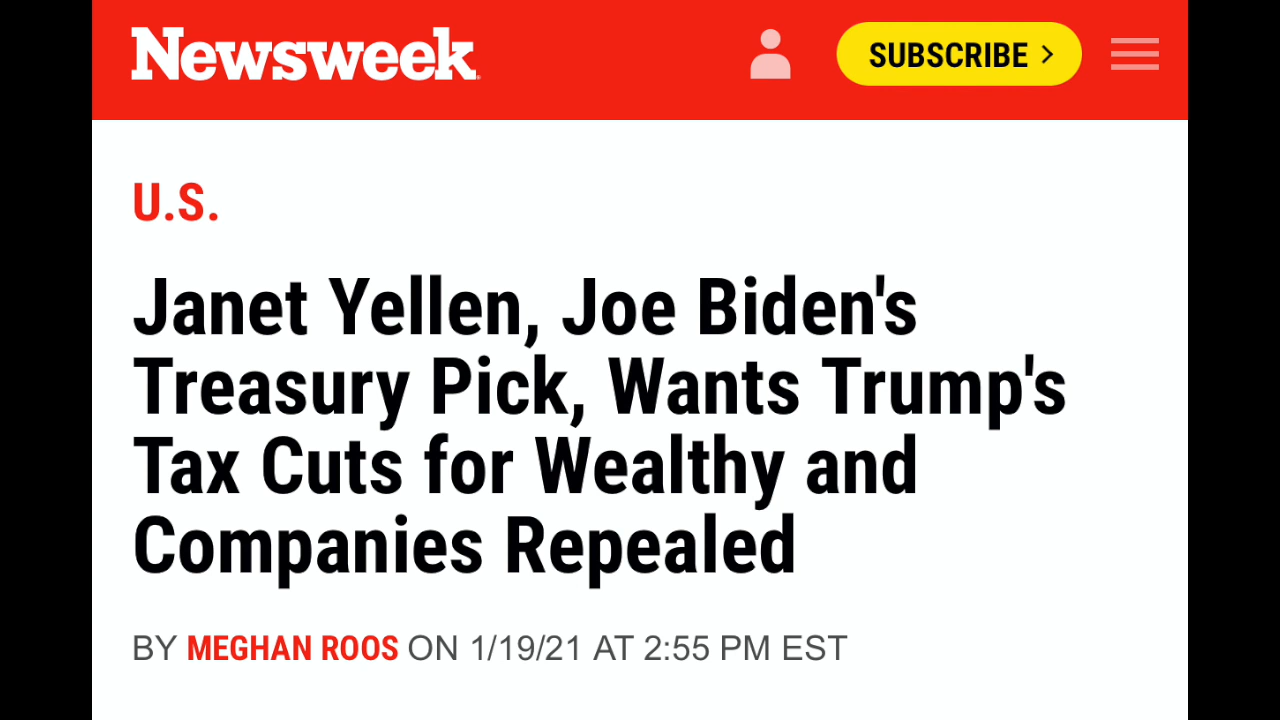 Newsweek
SUBSCRIBE >
U.S.
Janet Yellen, Joe Biden's
Treasury Pick, Wants Trump's
Tax Cuts for Wealthy and
Companies Repealed
BY MEGHAN ROOS ON 1/19/21 AT 2:55 PM EST